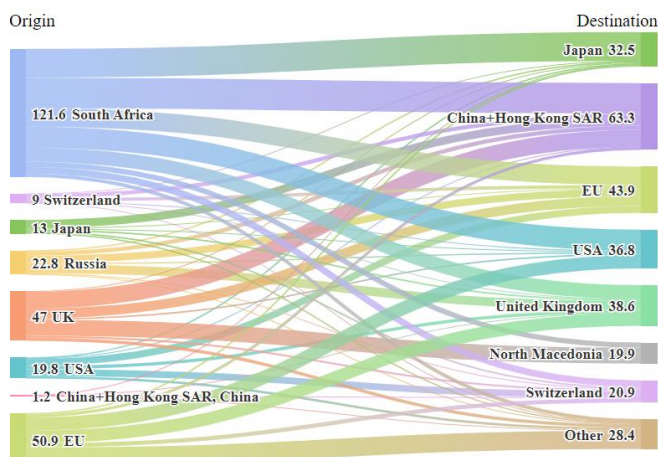 Origin
Destination
Japan 32.5
121.6 South Africa
China+Hong Kong SAR 63.3
9 Switzerland
EU 43.9
13 Japan
USA 36.8
22.8 Russia
United Kingdom 38.6
47 UK
North Macedonia 19.9
19.8 USA
Switzerland 20.9
1.2 China+Hong Kong SAR, China
Other 28.4
50.9 EU